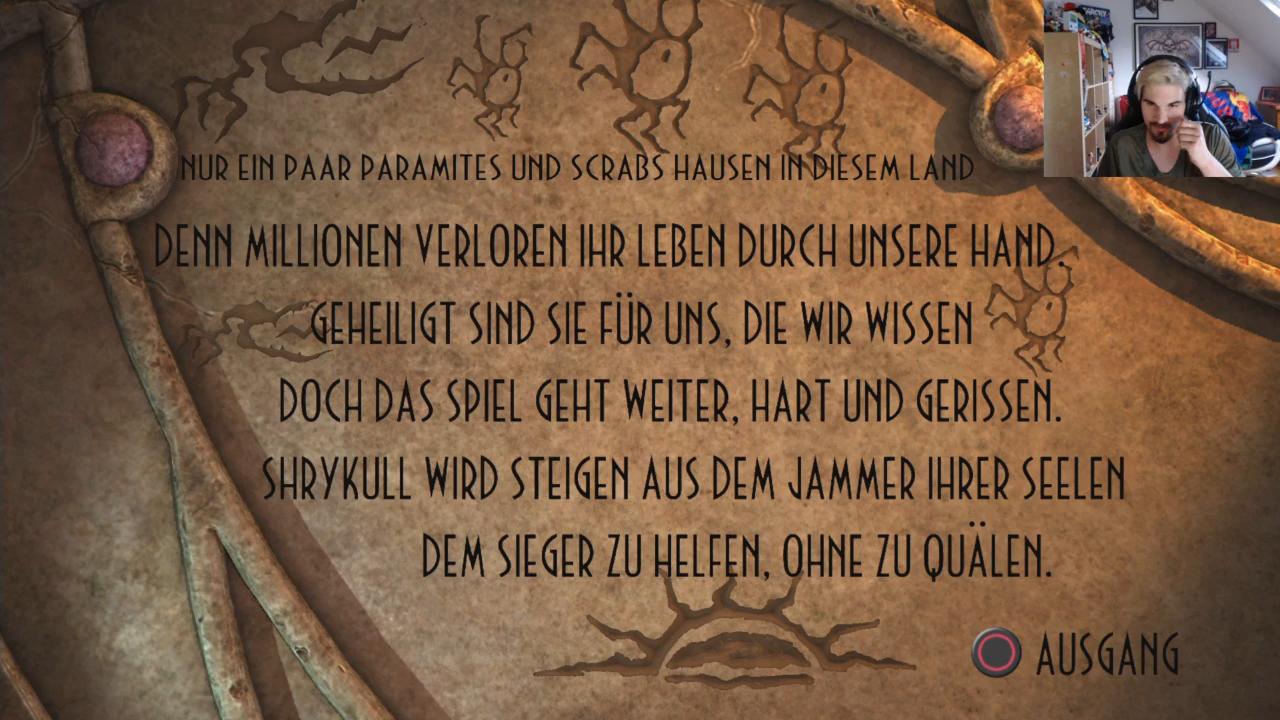 NUR EIN PAAR PARAMITES UND SCRABS HAUSEN IN DIESEM LAND
DENN MILLIONEN VERLOREN IHR LEBEN DURCH UNSERE HAND.
GEHEILIGT SIND SIE FÜR UNS, DIE WIR WISSEN
DOCH DAS SPIEL GEHT WEITER, HART UND GERISSEN.
SHRYKULL WIRD STEIGEN AUS DEM JAMMER IHRER SEELEN
DEM SIEGER ZU HELFEN, OHNE ZU QUÄLEN.
AUSGANG